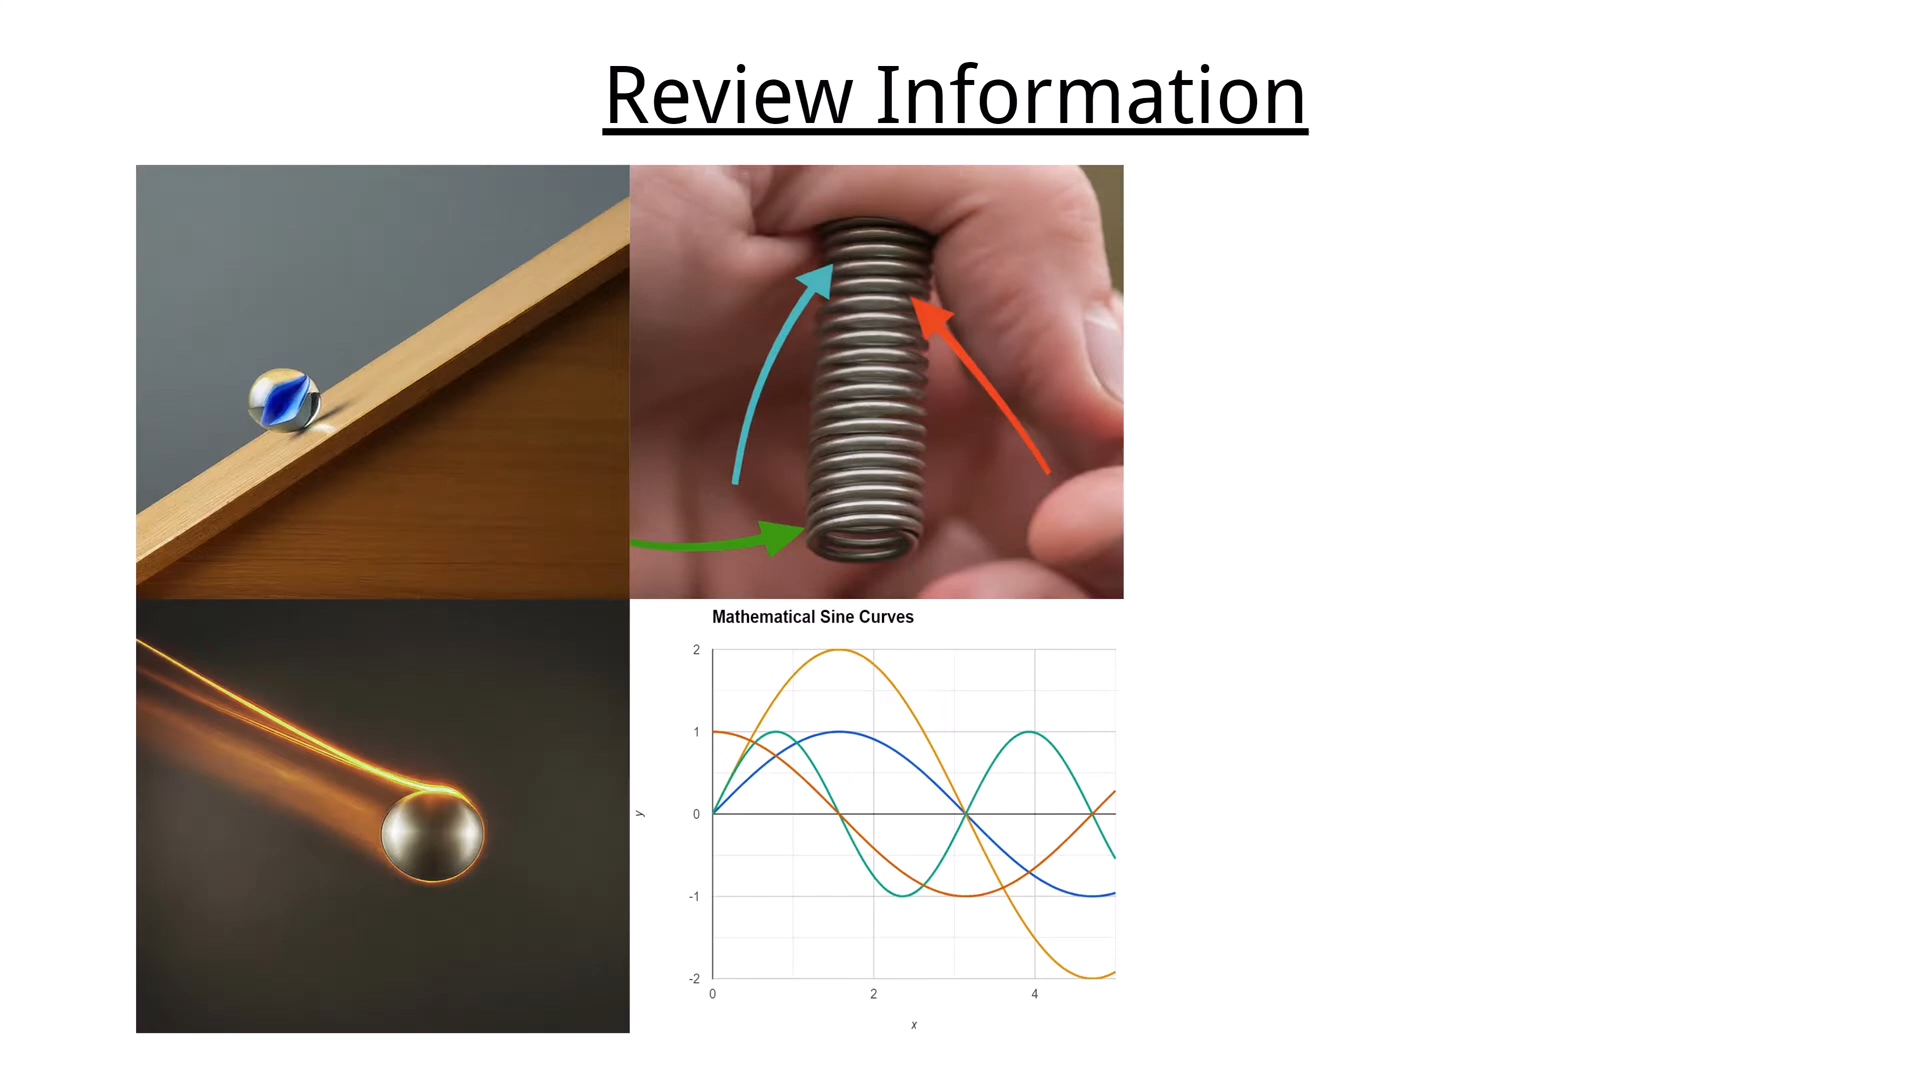 Review Information
Mathematical Sine Curves
2
1
0
-1
-2
y
0
2
4
x